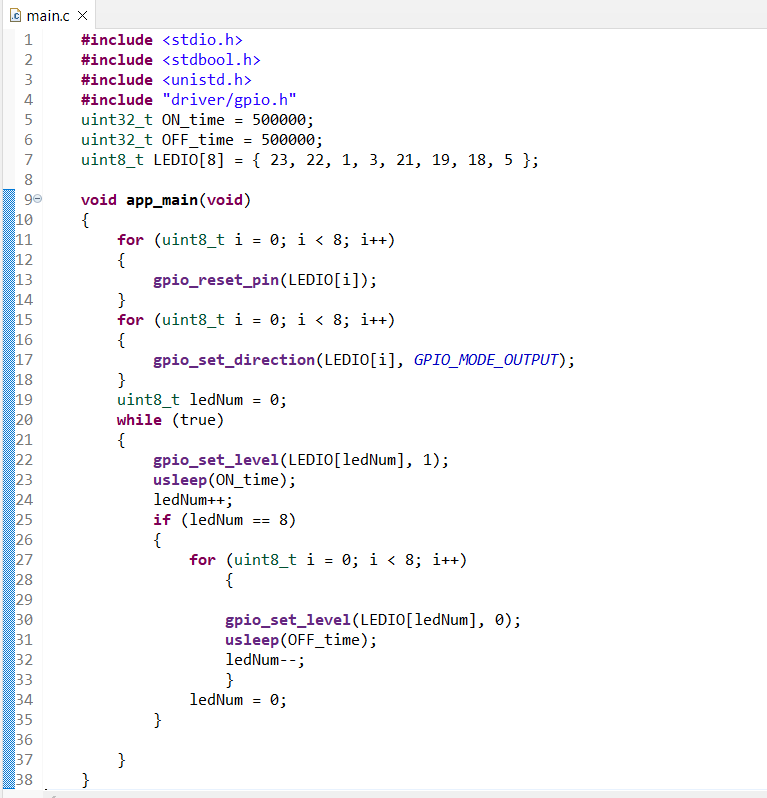 main.c
1 #include <stdio.h>
2 #include <stdbool.h>
3 #include <unistd.h>
4 #include "driver/gpio.h"
5 uint32_t ON_time = 500000;
6 uint32_t OFF_time = 500000;
7 uint8_t LEDIO[8] = { 23, 22, 1, 3, 21, 19, 18, 5 };
8
9 void app_main(void)
10 {
11     for (uint8_t i = 0; i < 8; i++)
12     {
13         gpio_reset_pin(LEDIO[i]);
14     }
15     for (uint8_t i = 0; i < 8; i++)
16     {
17         gpio_set_direction(LEDIO[i], GPIO_MODE_OUTPUT);
18     }
19     uint8_t ledNum = 0;
20     while (true)
21     {
22         gpio_set_level(LEDIO[ledNum], 1);
23         usleep(ON_time);
24         ledNum++;
25         if (ledNum == 8)
26         {
27             for (uint8_t i = 0; i < 8; i++)
28                 {
29
30                 gpio_set_level(LEDIO[ledNum], 0);
31                 usleep(OFF_time);
32                 ledNum--;
33                 }
34             ledNum = 0;
35         }
36
37     }
38 }